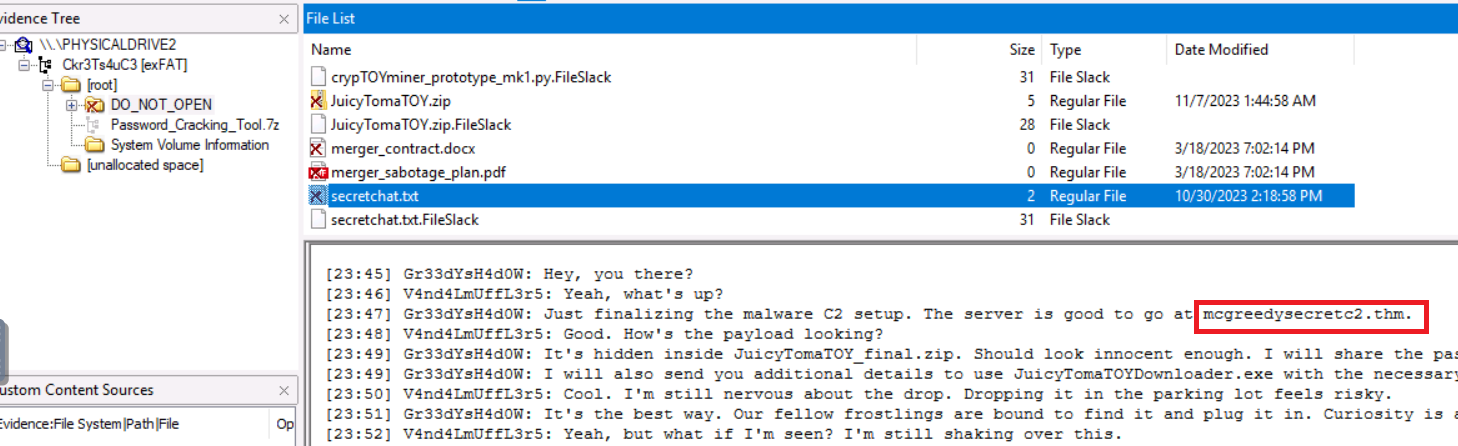 vidence Tree
\\.\PHYSICALDRIVE2
Ckr3Ts4uC3 [exFAT]
[root]
DO_NOT_OPEN
Password_Cracking_Tool.7z
System Volume Information
[unallocated space]
ustom Content Sources
Evidence:File System|Path|File Op
File List
Name Size Type Date Modified
crypTOYminer_prototype_mk1.py.FileSlack 31 File Slack
JuicyTomaTOY.zip 5 Regular File 11/7/2023 1:44:58 AM
JuicyTomaTOY.zip.FileSlack 28 File Slack
merger_contract.docx 0 Regular File 3/18/2023 7:02:14 PM
merger_sabotage_plan.pdf 0 Regular File 3/18/2023 7:02:14 PM
secretchat.txt 2 Regular File 10/30/2023 2:18:58 PM
secretchat.txt.FileSlack 31 File Slack
[23:45] Gr33dYsH4d0W: Hey, you there?
[23:46] V4nd4LmUffL3r5: Yeah, what's up?
[23:47] Gr33dYsH4d0W: Just finalizing the malware C2 setup. The server is good to go at mcgreedysecretc2.thm.
[23:48] V4nd4LmUffL3r5: Good. How's the payload looking?
[23:49] Gr33dYsH4d0W: It's hidden inside JuicyTomaTOY_final.zip. Should look innocent enough. I will share the pas
[23:49] Gr33dYsH4d0W: I will also send you additional details to use JuicyTomaTOYDownloader.exe with the necessary
[23:50] V4nd4LmUffL3r5: Cool. I'm still nervous about the drop. Dropping it in the parking lot feels risky.
[23:51] Gr33dYsH4d0W: It's the best way. Our fellow frostlings are bound to find it and plug it in. Curiosity is a
[23:52] V4nd4LmUffL3r5: Yeah, but what if I'm seen? I'm still shaking over this.